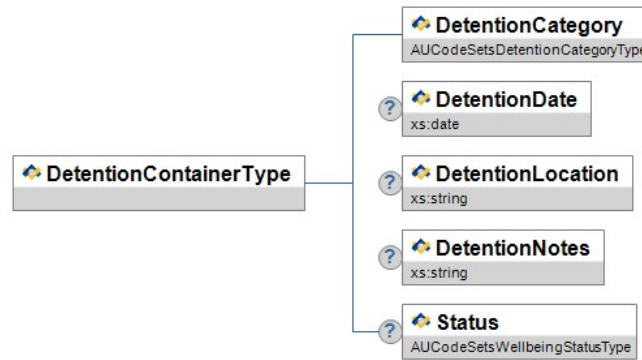 DetentionCategory
AUCodeSetsDetentionCategoryType
?
DetentionDate
xs:date
DetentionContainerType
?
DetentionLocation
xs:string
?
DetentionNotes
xs:string
?
Status
AUCodeSetsWellbeingStatusType